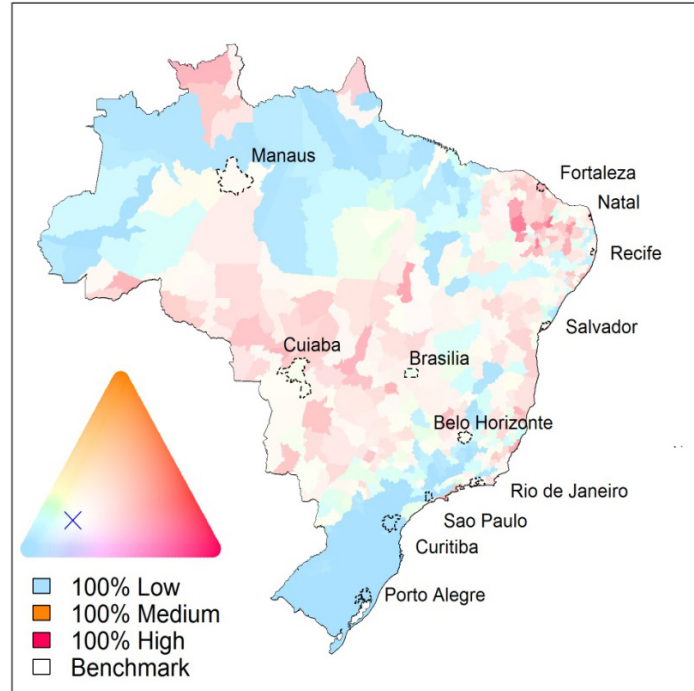 Manaus
Fortaleza
Natal
Recife
Salvador
Cuiaba
Brasilia
Belo Horizonte
Rio de Janeiro
Sao Paulo
Curitiba
Porto Alegre
100% Low
100% Medium
100% High
Benchmark